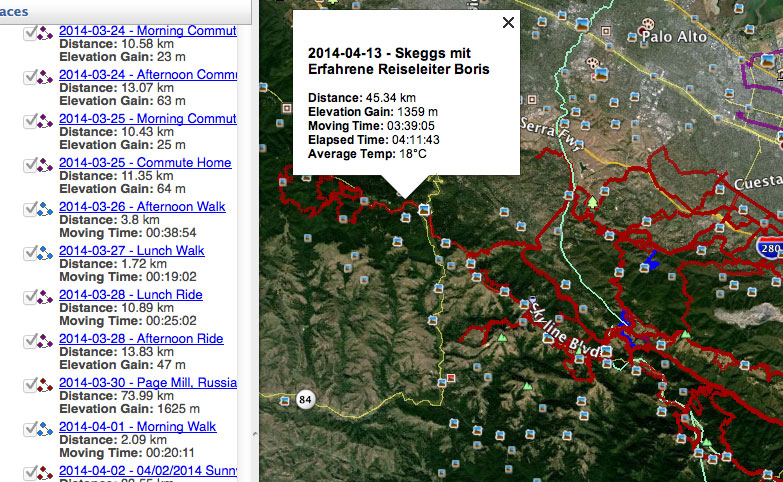 aces
2014-03-24 - Morning Commut
Distance: 10.58 km
Elevation Gain: 23 m
2014-03-24 - Afternoon Comm
Distance: 13.07 km
Elevation Gain: 63 m
2014-03-25 - Morning Commut
Distance: 10.43 km
Elevation Gain: 25 m
2014-03-25 - Commute Home
Distance: 11.35 km
Elevation Gain: 64 m
2014-03-26 - Afternoon Walk
Distance: 3.8 km
Moving Time: 00:38:54
2014-03-27 - Lunch Walk
Distance: 1.72 km
Moving Time: 00:19:02
2014-03-28 - Lunch Ride
Distance: 10.89 km
Moving Time: 00:25:02
2014-03-28 - Afternoon Ride
Distance: 13.83 km
Elevation Gain: 47 m
2014-03-30 - Page Mill, Russia
Distance: 73.99 km
Elevation Gain: 1625 m
2014-04-01 - Morning Walk
Distance: 2.09 km
Moving Time: 00:20:11
2014-04-02 - 04/02/2014 Sunny
2014-04-13 - Skeggs mit
Erfahrene Reiseleiter Boris
Distance: 45.34 km
Elevation Gain: 1359 m
Moving Time: 03:39:05
Elapsed Time: 04:11:43
Average Temp: 18°C
Palo Alto
Serra Fwy
Cuesta
280
Skyline Blvd
84